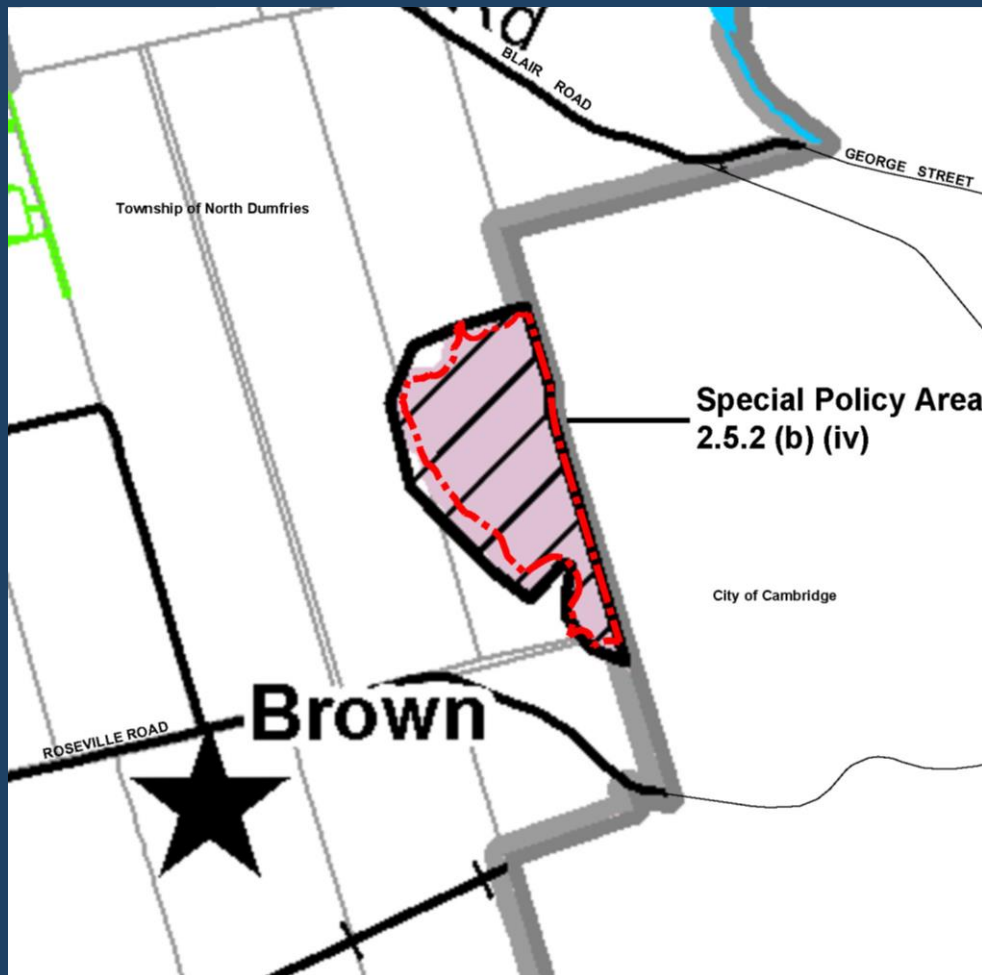 Rd
BLAIR ROAD
GEORGE STREET
Township of North Dumfries
Special Policy Area
2.5.2 (b) (iv)
City of Cambridge
Brown
ROSEVILLE ROAD